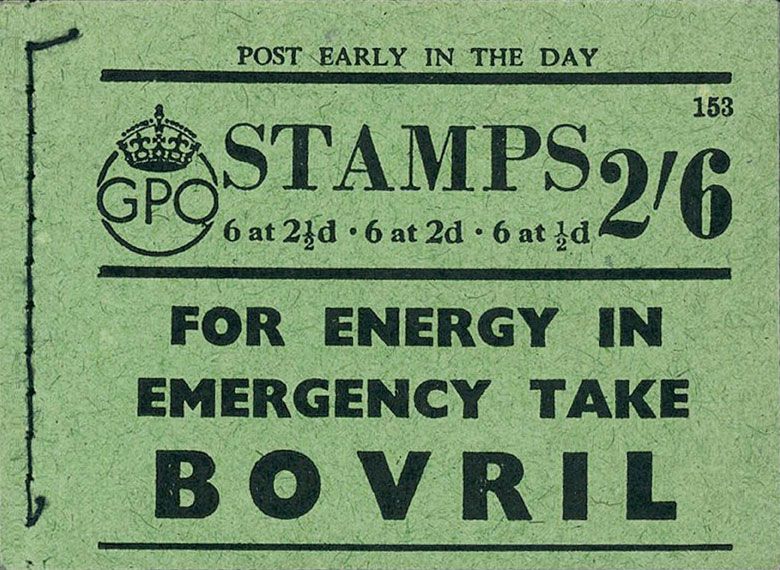 POST EARLY IN THE DAY
153
GPO
STAMPS 2/6
6 at 2½d · 6 at 2d · 6 at ½d
FOR ENERGY IN
EMERGENCY TAKE
BOVRIL